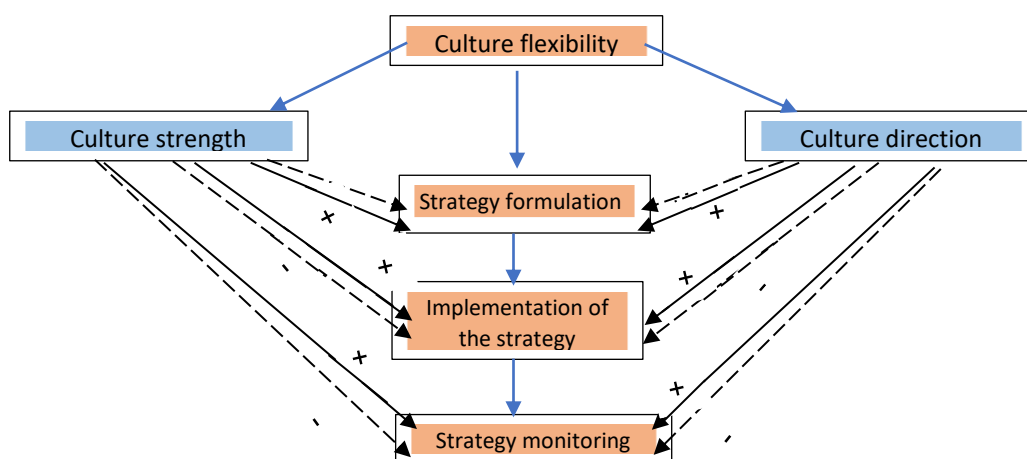 Culture flexibility
Culture strength
Culture direction
Strategy formulation
+
+
-
+
+
-
Implementation of
the strategy
+
+
-
-
Strategy monitoring